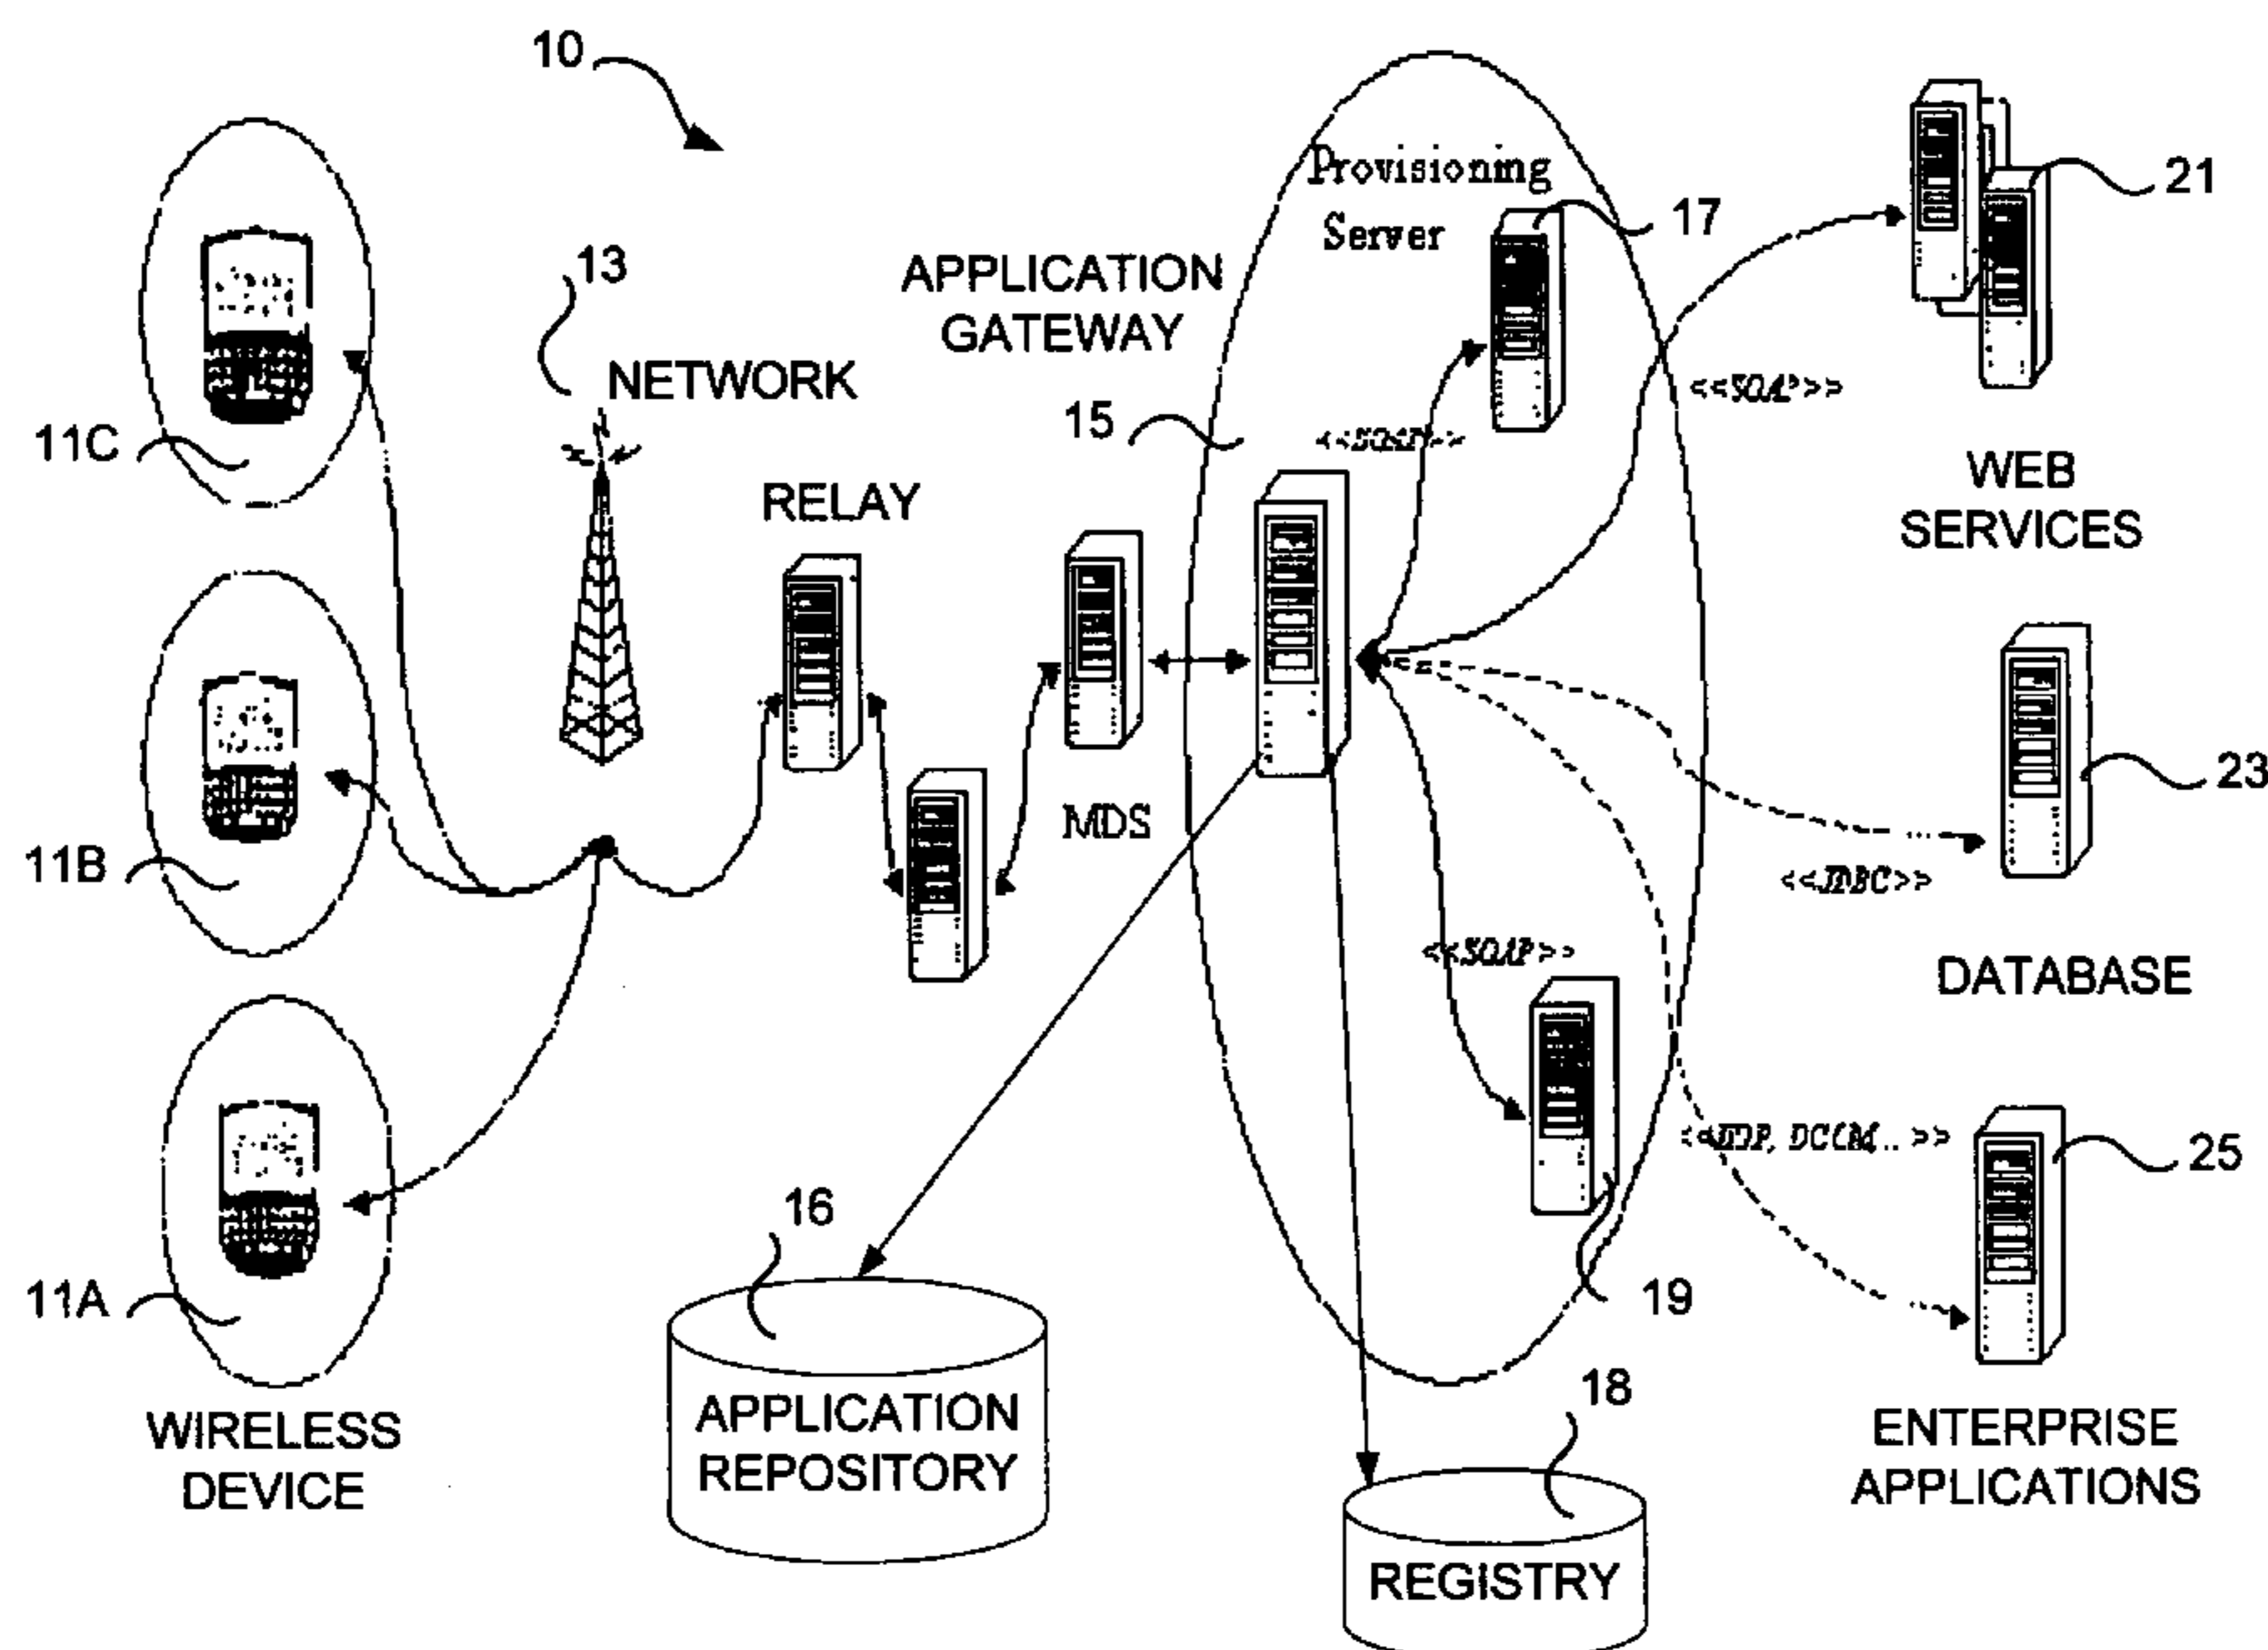 10
13
NETWORK
APPLICATION
GATEWAY
Provisioning
Server
17
21
<<SOAP>>
WEB
SERVICES
11C
15
<<SOAP>>
RELAY
MDS
23
<<JDBC>>
DATABASE
11B
<<SOAP>>
25
ENTERPRISE
APPLICATIONS
19
16
APPLICATION
REPOSITORY
18
REGISTRY
11A
WIRELESS
DEVICE